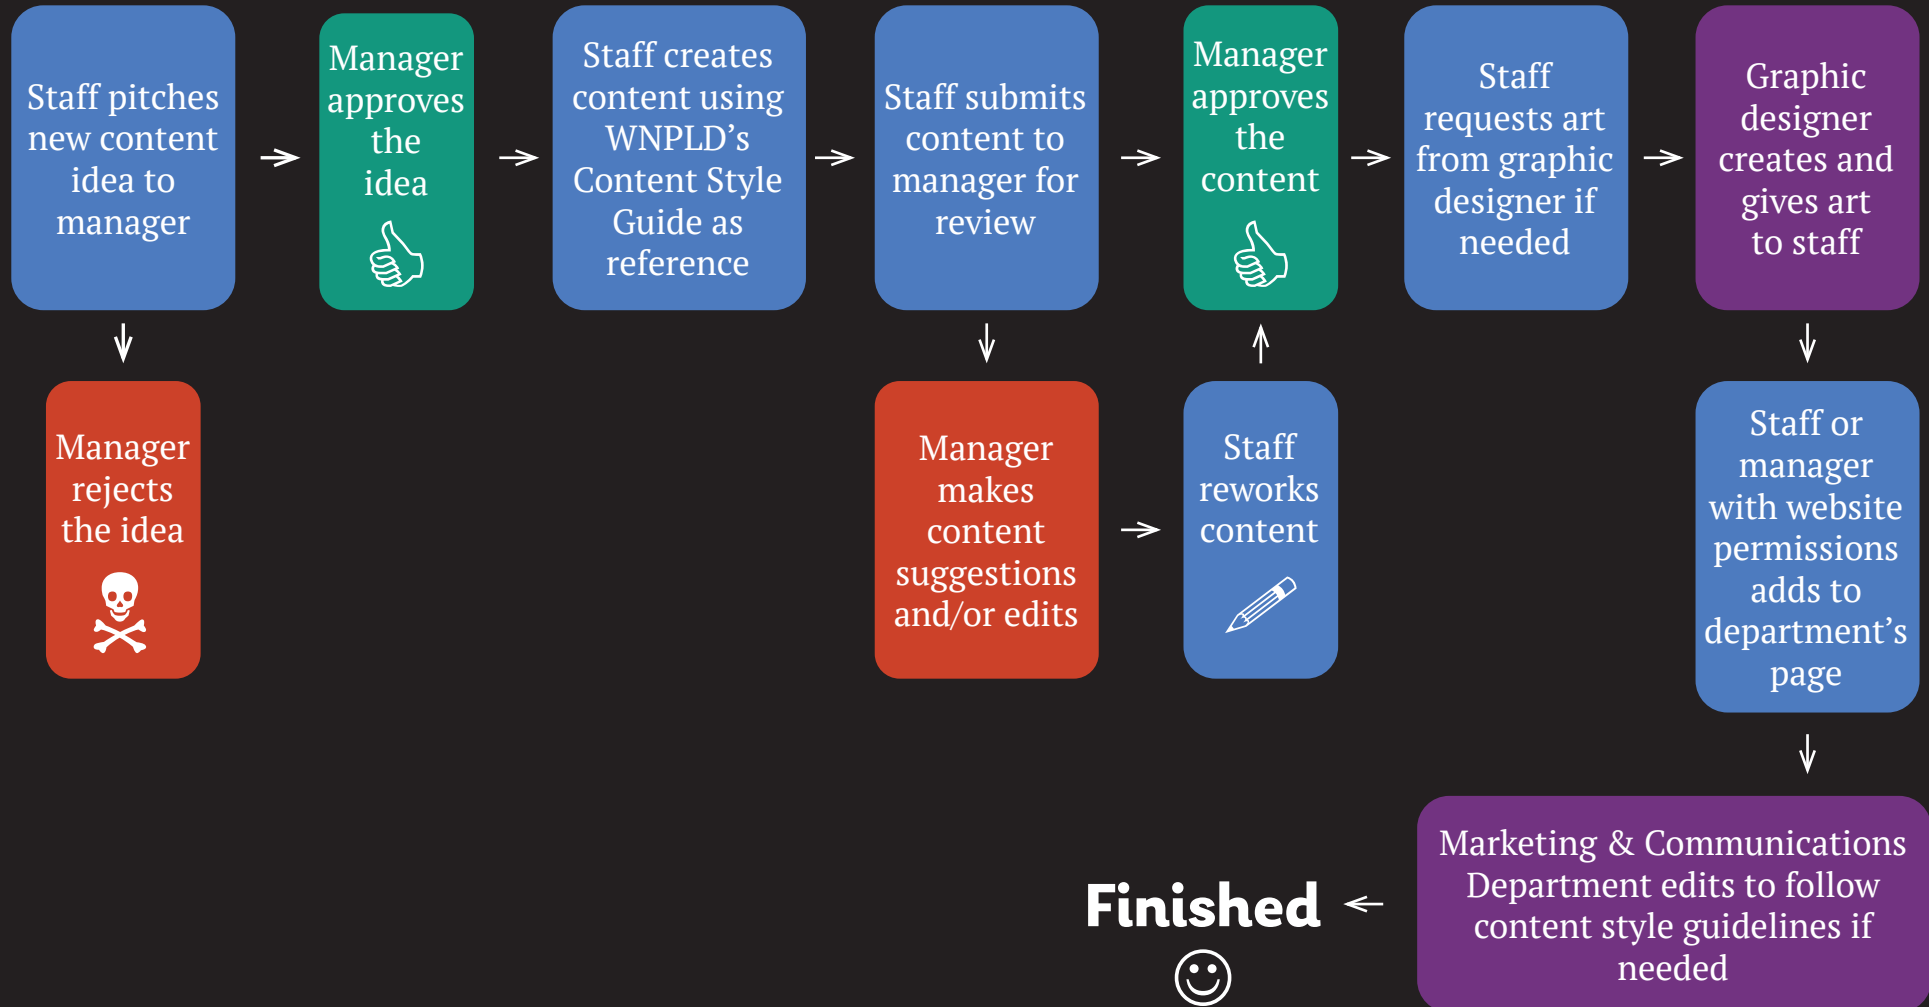 Staff pitches
new content
idea to
manager
Manager
approves
the
idea
Staff creates
content using
WNPLD’s
Content Style
Guide as
reference
Staff submits
content to
manager for
review
Manager
approves
the
content
Staff
requests art
from graphic
designer if
needed
Graphic
designer
creates and
gives art
to staff
Manager
rejects
the idea
Manager
makes
content
suggestions
and/or edits
Staff
reworks
content
Staff or
manager
with website
permissions
adds to
department’s
page
Marketing & Communications
Department edits to follow
content style guidelines if
needed
Finished